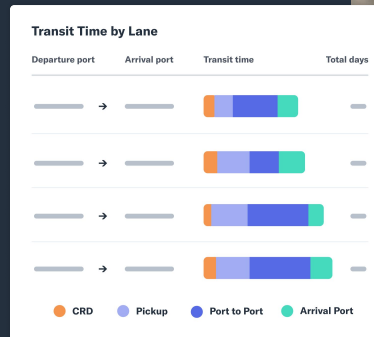 Transit Time by Lane
Departure port Arrival port Transit time Total days
CRD Pickup Port to Port Arrival Port